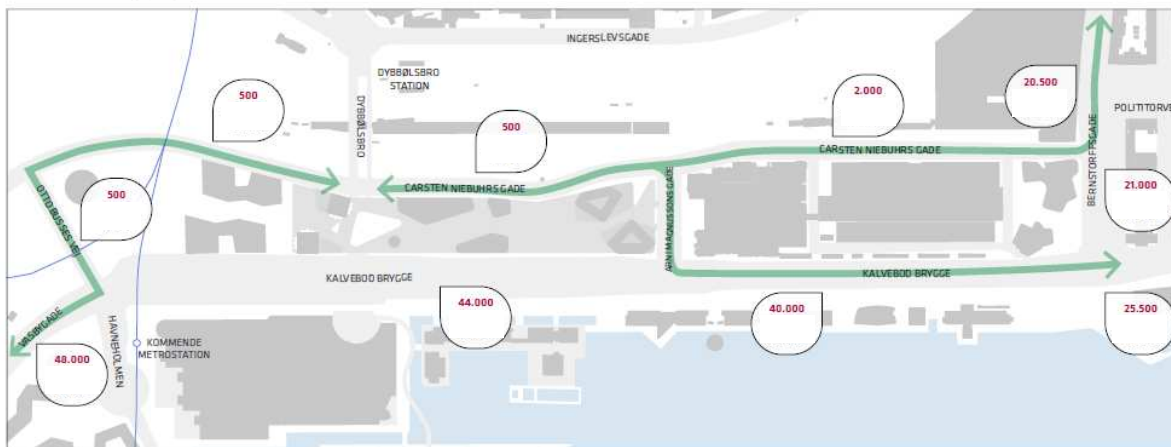 INGERSLEVSGADE
DYBBØLSBRO
STATION
DYBBØLSBRO
500
500
2.000
20.500
POLITITORVE
CARSTEN NIEBUHRS GADE
CARSTEN NIEBUHRS GADE
BERNSTORFFSGADE
500
OTTO BUSSES VEJ
ARNI MAGNUSSONS GADE
21.000
KALVEBOD BRYGGE
KALVEBOD BRYGGE
44.000
40.000
25.500
VASBYGADE
HAVNEHOLMEN
KOMMENDE
METROSTATION
48.000